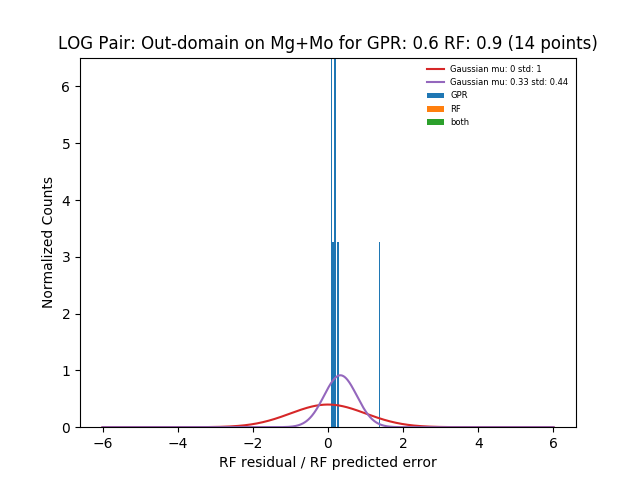 LOG Pair: Out-domain on Mg+Mo for GPR: 0.6 RF: 0.9 (14 points)
Gaussian mu: 0 std: 1
Gaussian mu: 0.33 std: 0.44
GPR
RF
both
Normalized Counts
6
5
4
3
2
1
0
−6 −4 −2 0 2 4 6
RF residual / RF predicted error